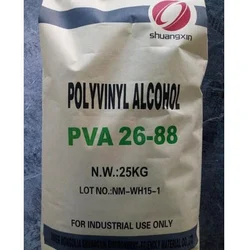 shuangxin
POLYVINYL ALCOHOL
PVA 26-88
N.W.:25KG
LOT NO.:NM-WH15-1
FOR INDUSTRIAL USE ONLY